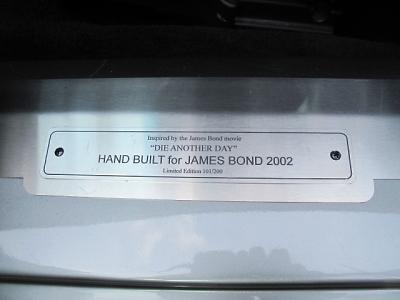 Inspired by the James Bond movie
"DIE ANOTHER DAY"
HAND BUILT for JAMES BOND 2002
Limited Edition 101/200